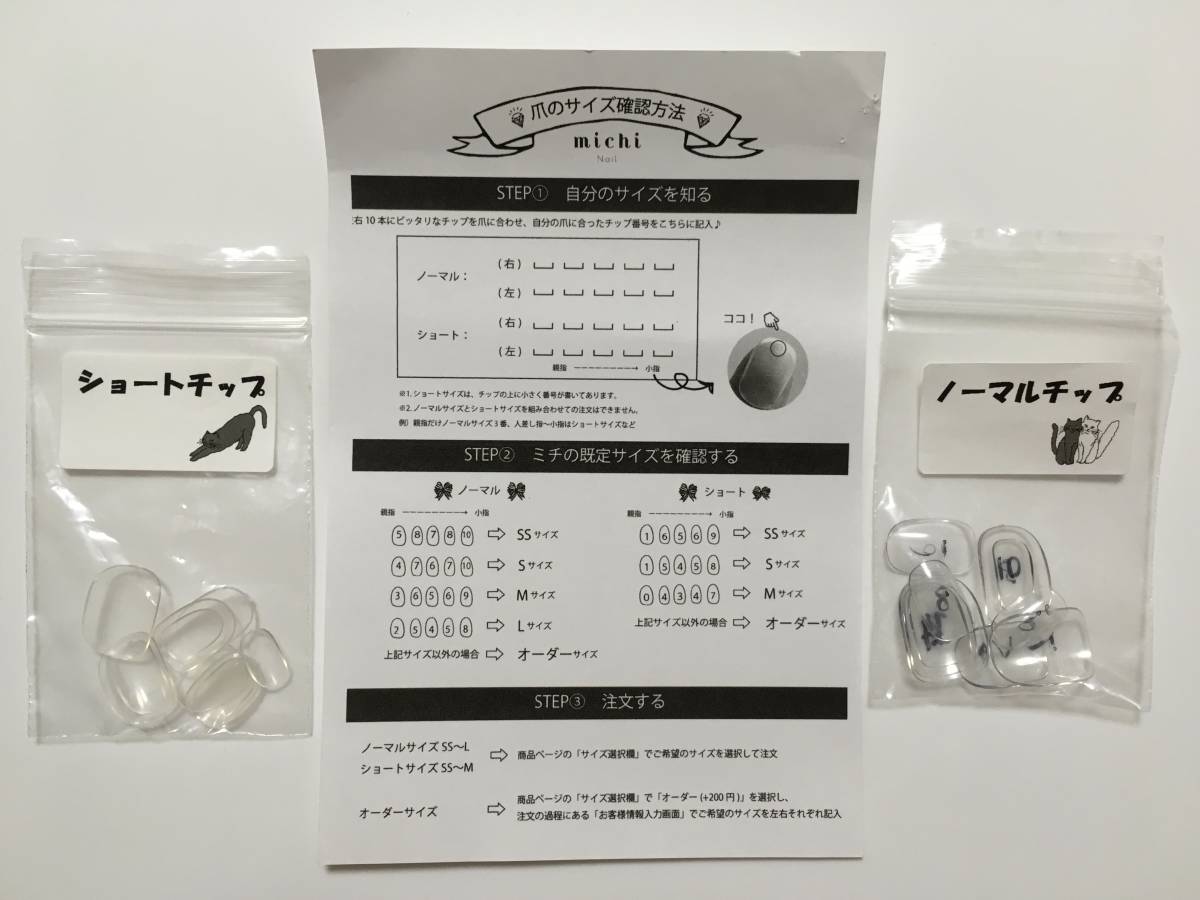 爪のサイズ確認方法
michi
Nail
STEP① 自分のサイズを知る
右10本にピッタリなチップを爪に合わせ、自分の爪に合ったチップ番号をこちらに記入♪
ノーマル：
(右)
(左)
ショート：
(右)
(左)
親指 小指
ココ！
※1.ショートサイズは、チップの上に小さく番号が書いてあります。
※2.ノーマルサイズとショートサイズを組み合わせての注文はできません。
例）親指だけノーマルサイズ3番、人差し指〜小指はショートサイズなど
STEP② ミチの既定サイズを確認する
ノーマル
親指 小指
5 8 7 8 10 ⇨ SSサイズ
4 7 6 7 10 ⇨ Sサイズ
3 6 5 6 9 ⇨ Mサイズ
2 5 4 5 8 ⇨ Lサイズ
上記サイズ以外の場合 ⇨ オーダーサイズ
ショート
親指 小指
1 6 5 6 9 ⇨ SSサイズ
1 5 4 5 8 ⇨ Sサイズ
0 4 3 4 7 ⇨ Mサイズ
上記サイズ以外の場合 ⇨ オーダーサイズ
STEP③ 注文する
ノーマルサイズ SS〜L
ショートサイズ SS〜M
⇨ 商品ページの「サイズ選択欄」でご希望のサイズを選択して注文
オーダーサイズ
⇨ 商品ページの「サイズ選択欄」で「オーダー(+200円)」を選択し、
注文の過程にある「お客様情報入力画面」でご希望のサイズを左右それぞれ記入
ショートチップ
ノーマルチップ